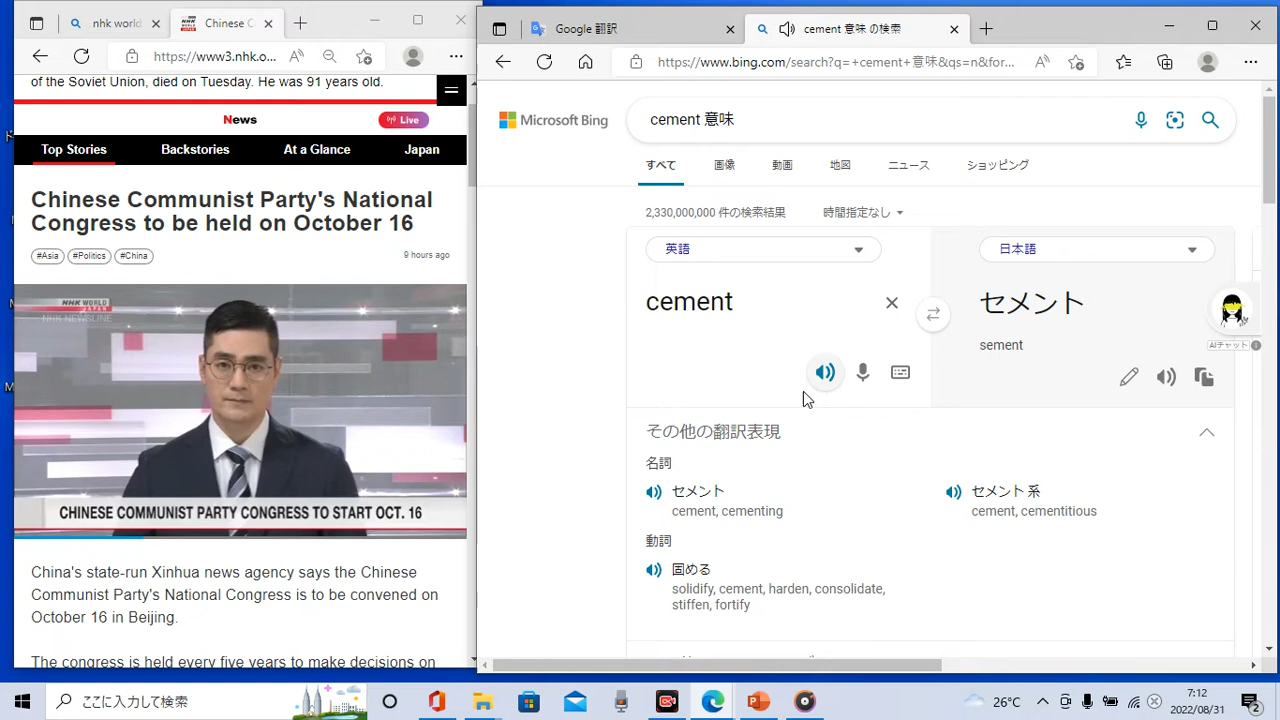 nhk world
Chinese C
https://www3.nhk.o...
of the Soviet Union, died on Tuesday. He was 91 years old.
News
Live
Top Stories
Backstories
At a Glance
Japan
Chinese Communist Party's National
Congress to be held on October 16
#Asia
#Politics
#China
9 hours ago
NHK WORLD
JAPAN
NHK NEWSLINE
CHINESE COMMUNIST PARTY CONGRESS TO START OCT. 16
China's state-run Xinhua news agency says the Chinese
Communist Party's National Congress is to be convened on
October 16 in Beijing.
The congress is held every five years to make decisions on
Google 翻訳
cement 意味 の検索
https://www.bing.com/search?q=+cement+意味&qs=n&for...
Microsoft Bing
cement 意味
すべて
画像
動画
地図
ニュース
ショッピング
2,330,000,000 件の検索結果
時間指定なし
英語
日本語
cement
セメント
sement
AIチャット
その他の翻訳表現
名詞
セメント
cement, cementing
セメント 系
cement, cementitious
動詞
固める
solidify, cement, harden, consolidate,
stiffen, fortify
ここに入力して検索
26°C
7:12
2022/08/31
2